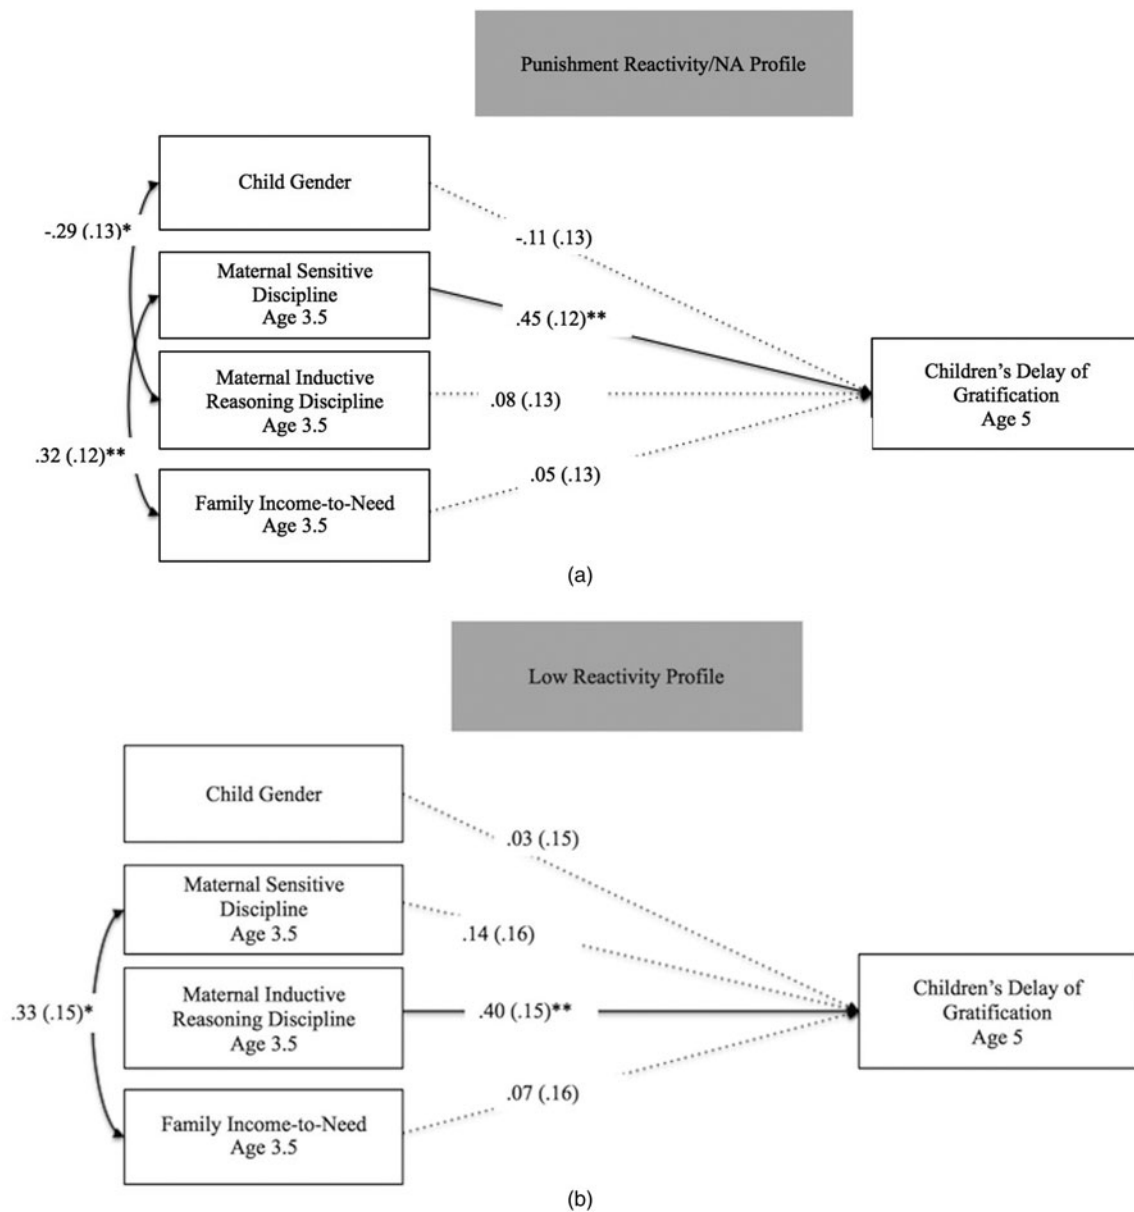 Punishment Reactivity/NA Profile
Child Gender
-.29 (.13)*
-.11 (.13)
Maternal Sensitive
Discipline
Age 3.5
.45 (.12)**
Maternal Inductive
Reasoning Discipline
Age 3.5
.08 (.13)
Children's Delay of
Gratification
Age 5
.32 (.12)**
.05 (.13)
Family Income-to-Need
Age 3.5
(a)
Low Reactivity Profile
Child Gender
.03 (.15)
Maternal Sensitive
Discipline
Age 3.5
.14 (.16)
.33 (.15)*
Maternal Inductive
Reasoning Discipline
Age 3.5
.40 (.15)**
Children's Delay of
Gratification
Age 5
.07 (.16)
Family Income-to-Need
Age 3.5
(b)